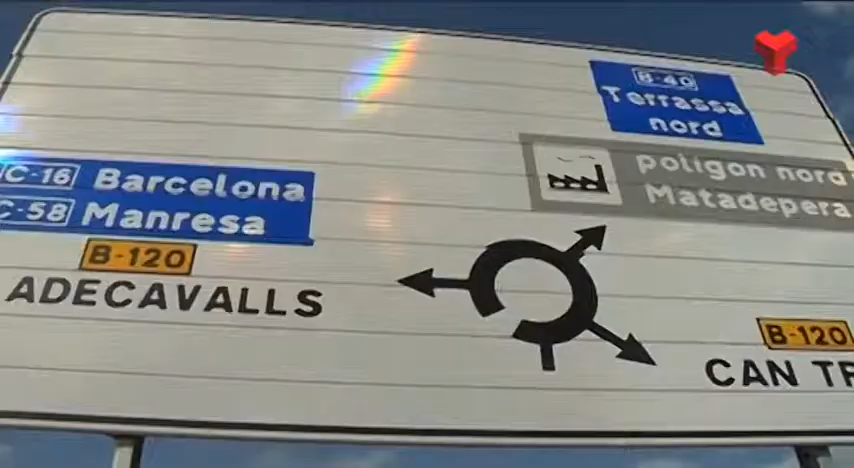 B-40
Terrassa
nord
polígon nord
Matadepera
C-16 Barcelona
C-58 Manresa
B-120
ADECAVALLS
B-120
CAN